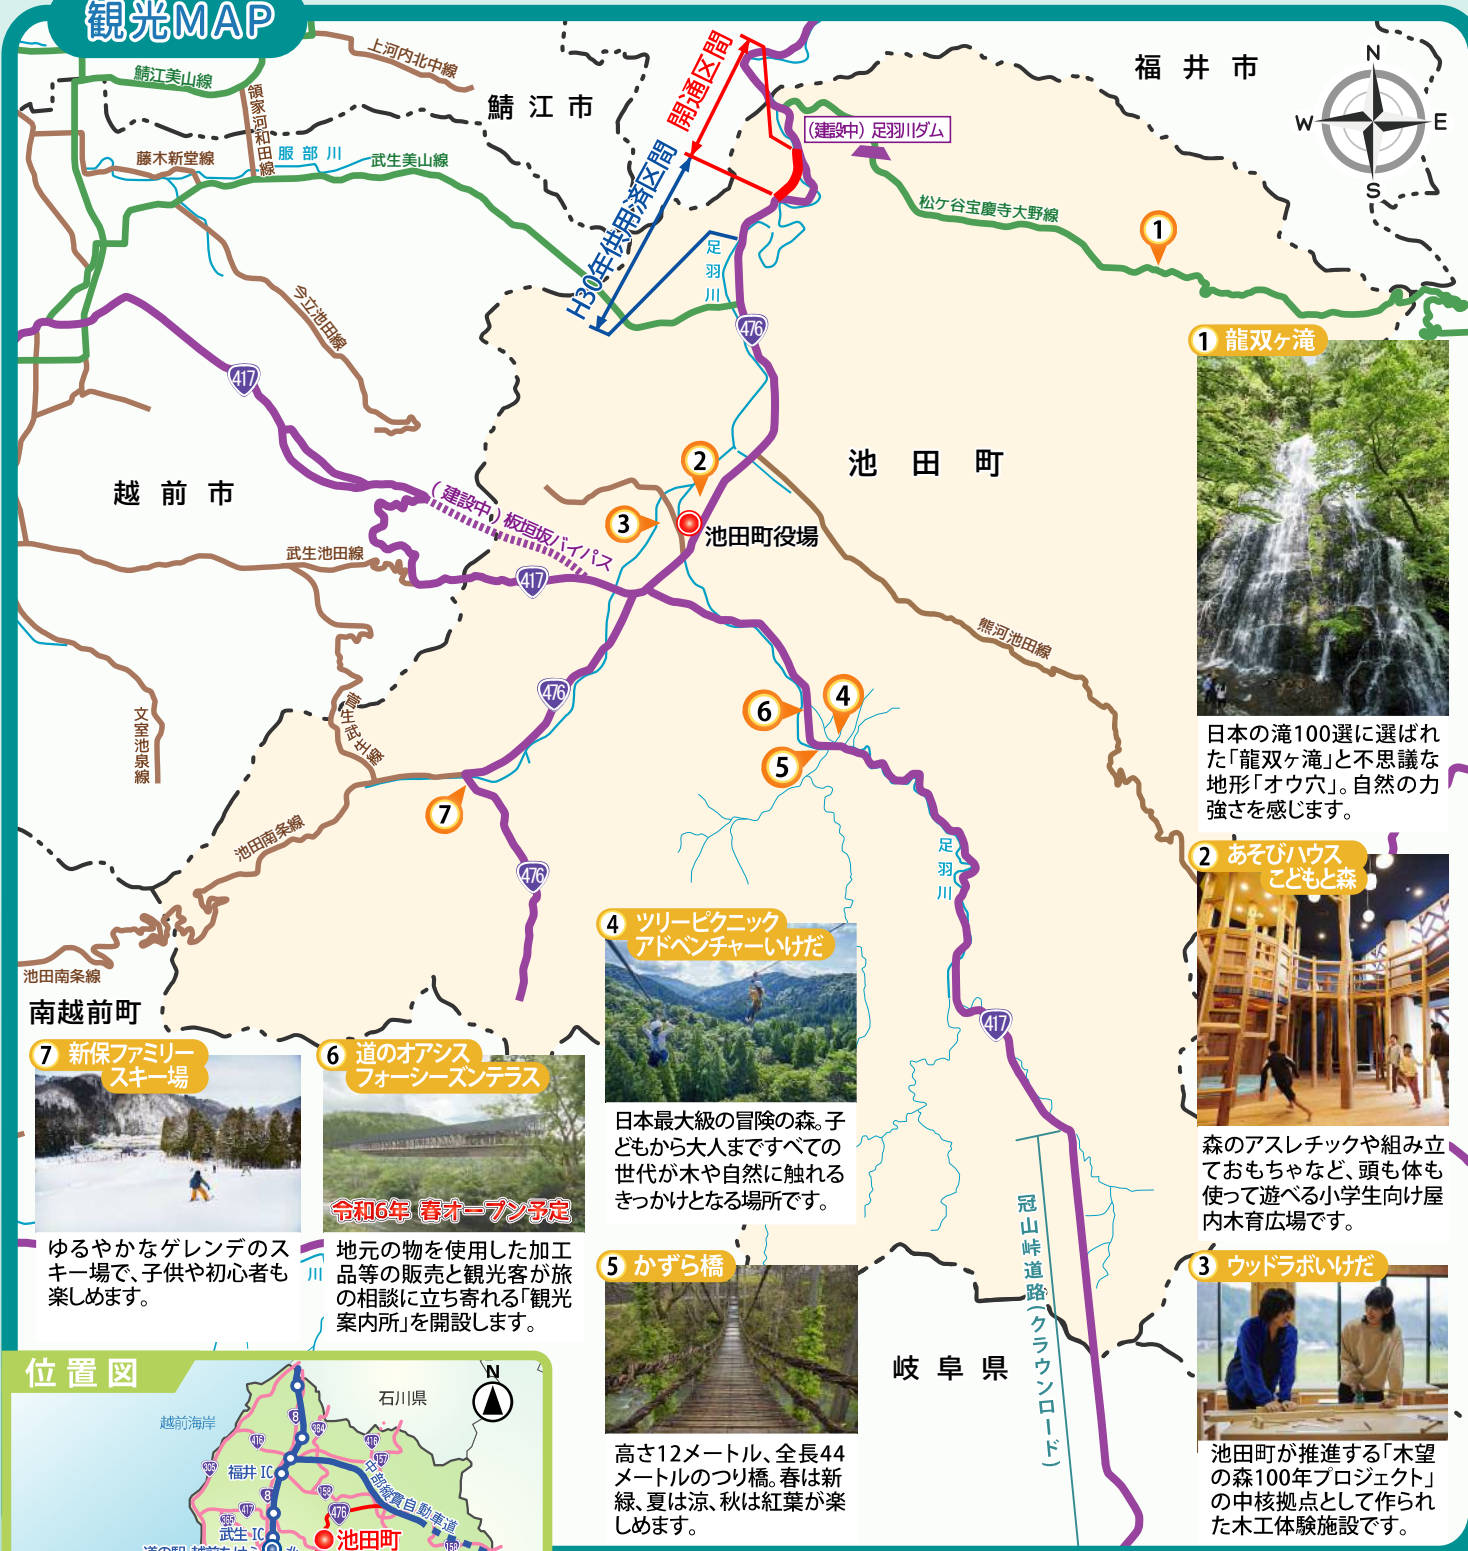 観光MAP
鯖江美山線
上河内北中線
領家河和田線
藤木新堂線
服部川
武生美山線
鯖江市
開通区間
H30年供用済区間
(建設中)足羽川ダム
福井市
N
W
E
S
松ケ谷宝慶寺大野線
1
足羽川
476
今立池田線
417
越前市
(建設中)板垣坂バイパス
2
3
池田町役場
池田町
武生池田線
417
熊河池田線
476
6
4
5
7
文室池泉線
菅生武生線
池田南条線
476
足羽川
池田南条線
南越前町
417
冠山峠道路(クラウンロード)
岐阜県
1 龍双ヶ滝
日本の滝100選に選ばれ
た「龍双ヶ滝」と不思議な
地形「オウ穴」。自然の力
強さを感じます。
2 あそびハウス
こどもと森
森のアスレチックや組み立
ておもちゃなど、頭も体も
使って遊べる小学生向け屋
内木育広場です。
3 ウッドラボいけだ
池田町が推進する「木望
の森100年プロジェクト」
の中核拠点として作られ
た木工体験施設です。
4 ツリーピクニック
アドベンチャーいけだ
日本最大級の冒険の森。子
どもから大人まですべての
世代が木や自然に触れる
きっかけとなる場所です。
5 かずら橋
高さ12メートル、全長44
メートルのつり橋。春は新
緑、夏は涼、秋は紅葉が楽
しめます。
6 道のオアシス
フォーシーズンテラス
令和6年 春オープン予定
地元の物を使用した加工
品等の販売と観光客が旅
の相談に立ち寄れる「観光
案内所」を開設します。
7 新保ファミリー
スキー場
ゆるやかなゲレンデのス
キー場で、子供や初心者も
楽しめます。
川
位置図
N
石川県
越前海岸
8
364
416
416
157
305
福井 IC
中部縦貫自動車道
8
158
417
476
365
武生 IC
池田町
158